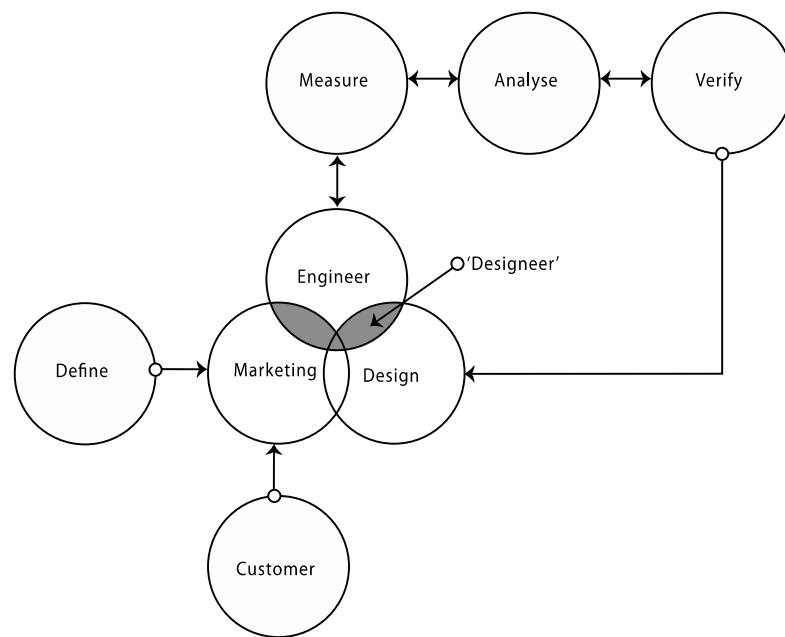 Measure
Analyse
Verify
Engineer
‘Designeer’
Define
Marketing
Design
Customer